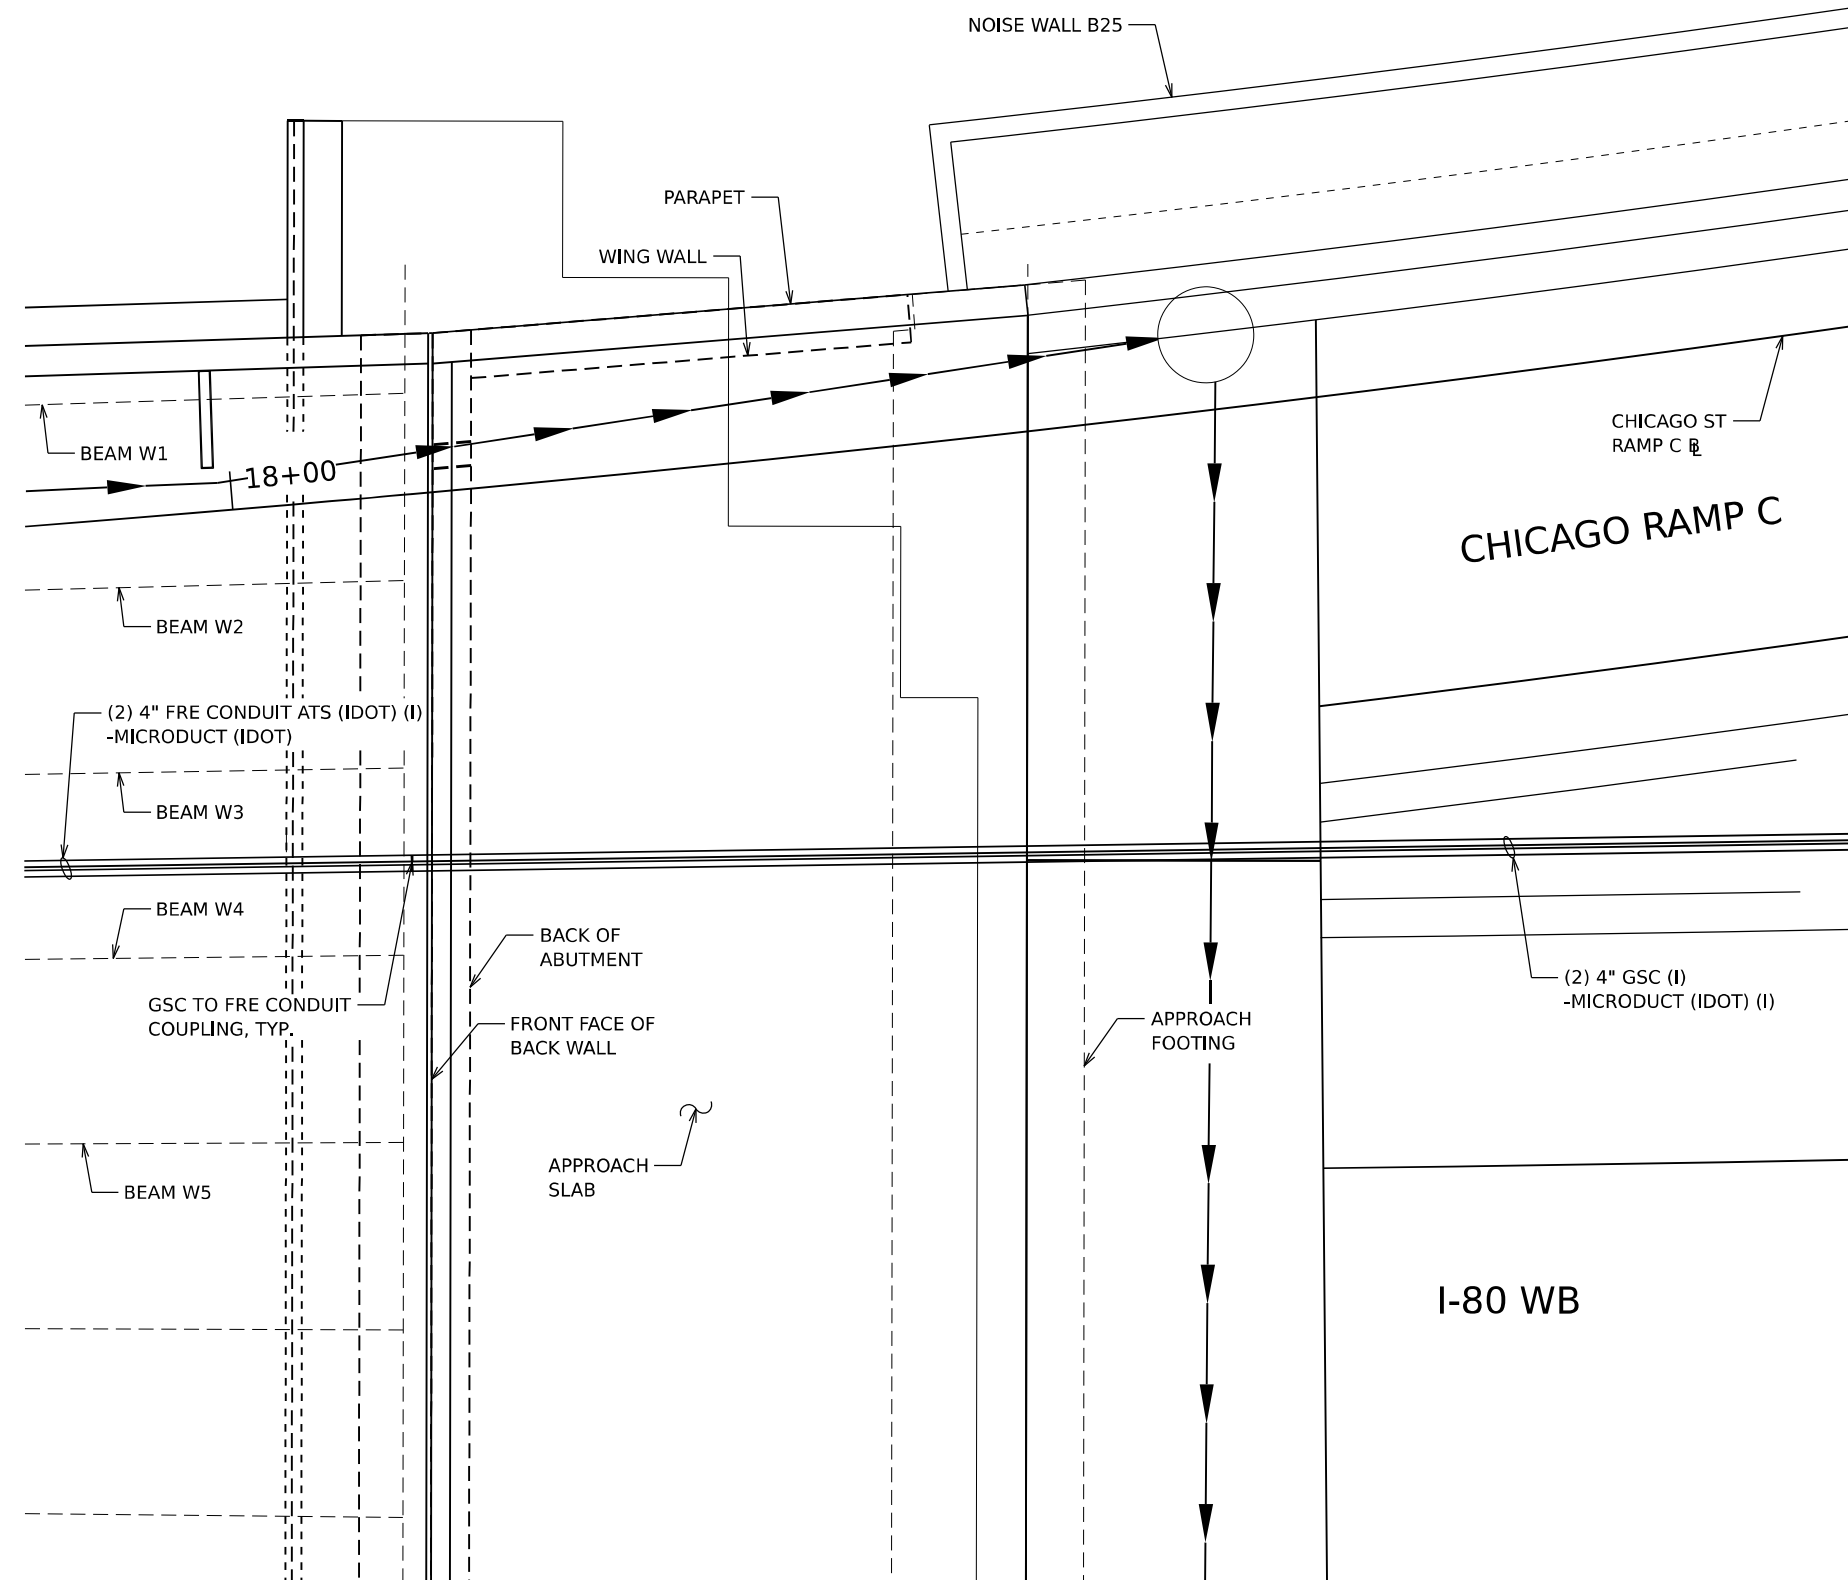 NOISE WALL B25
PARAPET
WING WALL
BEAM W1
18+00
CHICAGO ST
RAMP C BL
CHICAGO RAMP C
BEAM W2
(2) 4" FRE CONDUIT ATS (IDOT) (I)
-MICRODUCT (IDOT)
BEAM W3
BEAM W4
BACK OF
ABUTMENT
GSC TO FRE CONDUIT
COUPLING, TYP.
FRONT FACE OF
BACK WALL
(2) 4" GSC (I)
-MICRODUCT (IDOT) (I)
APPROACH
FOOTING
APPROACH
SLAB
BEAM W5
I-80 WB